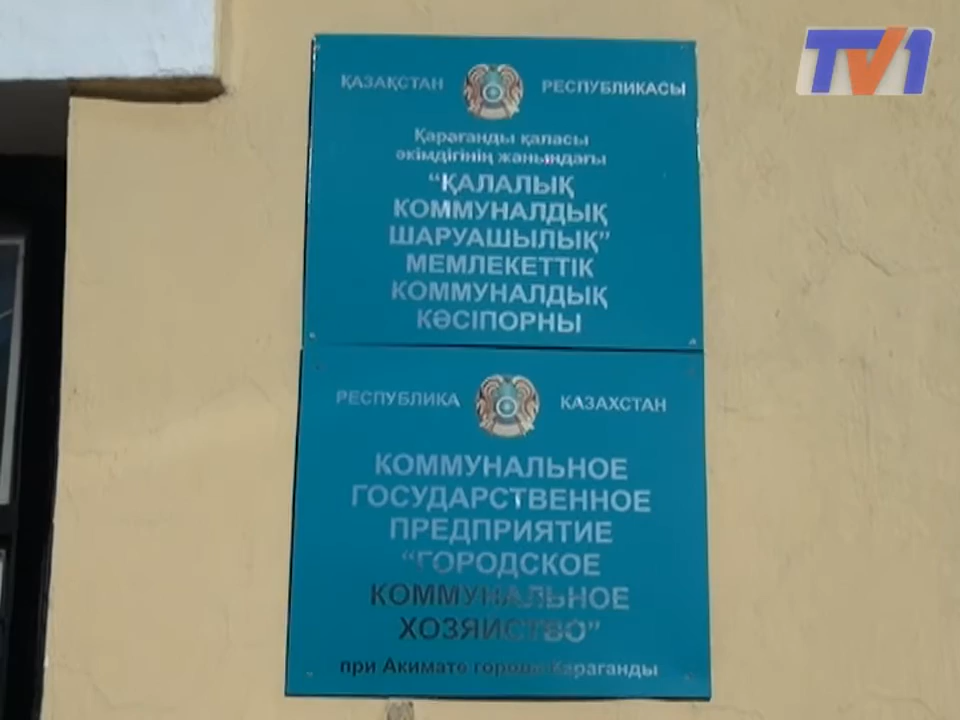 TV1
ҚАЗАҚСТАН РЕСПУБЛИКАСЫ
Қарағанды қаласы
әкімдігінің жанындағы
“ҚАЛАЛЫҚ
КОММУНАЛДЫҚ
ШАРУАШЫЛЫҚ”
МЕМЛЕКЕТТІК
КОММУНАЛДЫҚ
КӘСІПОРНЫ
РЕСПУБЛИКА КАЗАХСТАН
КОММУНАЛЬНОЕ
ГОСУДАРСТВЕННОЕ
ПРЕДПРИЯТИЕ
“ГОРОДСКОЕ
КОММУНАЛЬНОЕ
ХОЗЯЙСТВО”
при Акимате города Караганды